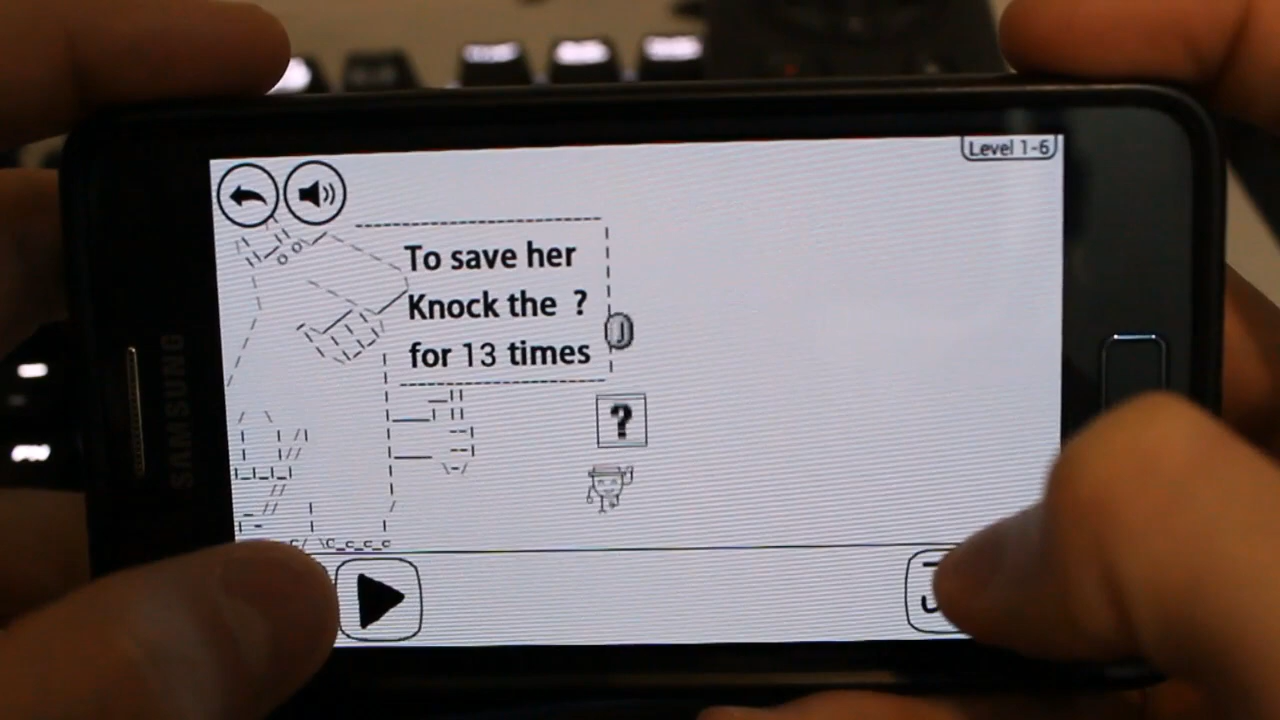 Level 1-6
To save her
Knock the ?
for 13 times
?
SAMSUNG